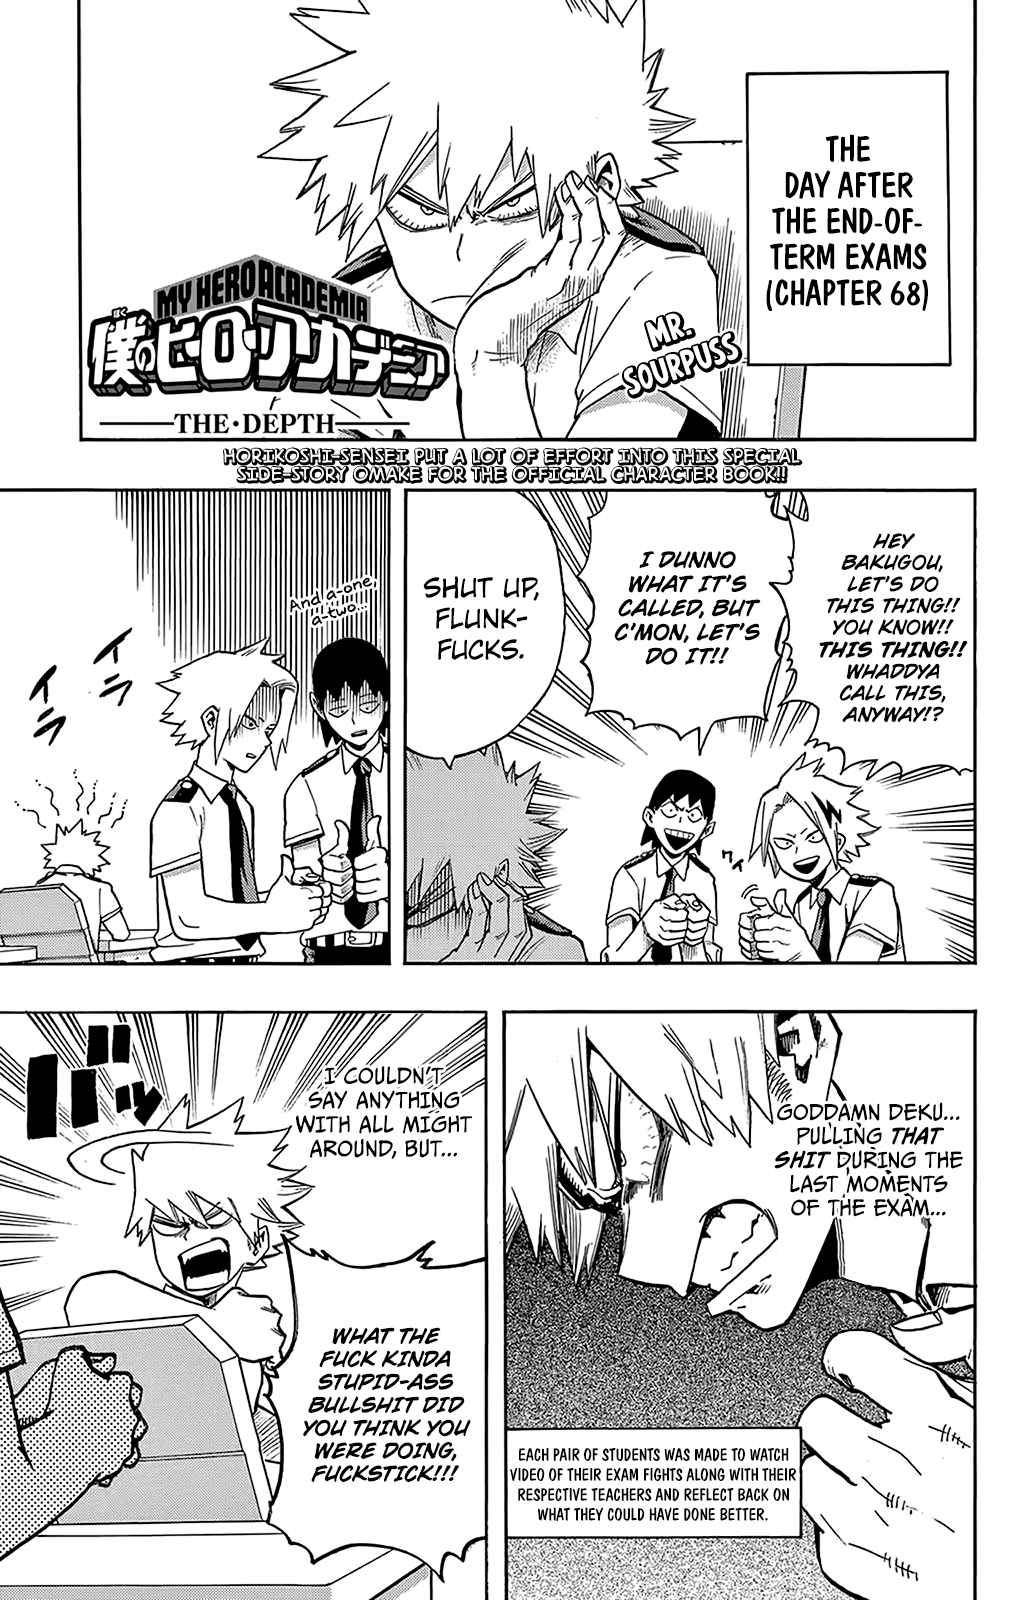 THE
DAY AFTER
THE END-OF-
TERM EXAMS
(CHAPTER 68)
MR.
SOURPUSS
MY HERO ACADEMIA
僕のヒーローアカデミア
THE・DEPTH
HORIKOSHI-SENSEI PUT A LOT OF EFFORT INTO THIS SPECIAL
SIDE-STORY OMAKE FOR THE OFFICIAL CHARACTER BOOK!!
HEY
BAKUGOU,
LET'S DO
THIS THING!!
YOU KNOW!!
THIS THING!!
WHADDYA
CALL THIS,
ANYWAY!?
I DUNNO
WHAT IT'S
CALLED, BUT
C'MON, LET'S
DO IT!!
SHUT UP,
FLUNK-
FUCKS.
And a-one,
a-two...
イライラ
GODDAMN DEKU...
PULLING THAT
SHIT DURING THE
LAST MOMENTS
OF THE EXAM...
EACH PAIR OF STUDENTS WAS MADE TO WATCH
VIDEO OF THEIR EXAM FIGHTS ALONG WITH THEIR
RESPECTIVE TEACHERS AND REFLECT BACK ON
WHAT THEY COULD HAVE DONE BETTER.
I COULDN'T
SAY ANYTHING
WITH ALL MIGHT
AROUND, BUT...
WHAT THE
FUCK KINDA
STUPID-ASS
BULLSHIT DID
YOU THINK YOU
WERE DOING,
FUCKSTICK!!!